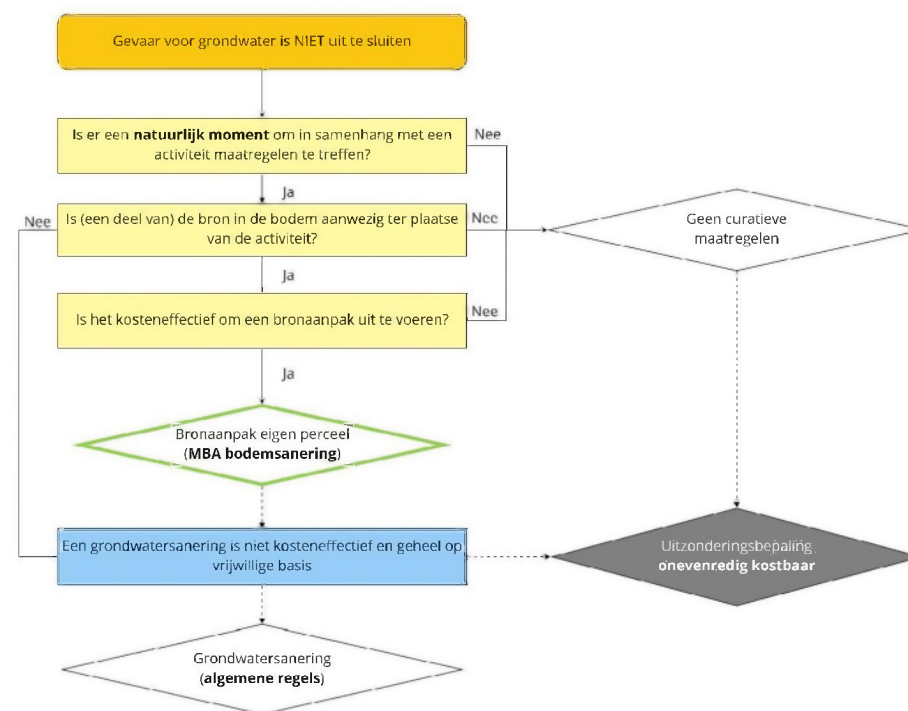 Gevaar voor grondwater is NIET uit te sluiten
Is er een natuurlijk moment om in samenhang met een
activiteit maatregelen te treffen?
Nee
Ja
Nee
Is (een deel van) de bron in de bodem aanwezig ter plaatse
van de activiteit?
Nee
Geen curatieve
maatregelen
Ja
Is het kosteneffectief om een bronaanpak uit te voeren?
Nee
Ja
Bronaanpak eigen perceel
(MBA bodemsanering)
Een grondwatersanering is niet kosteneffectief en geheel op
vrijwillige basis
Uitzonderingsbepaling
onevenredig kostbaar
Grondwatersanering
(algemene regels)